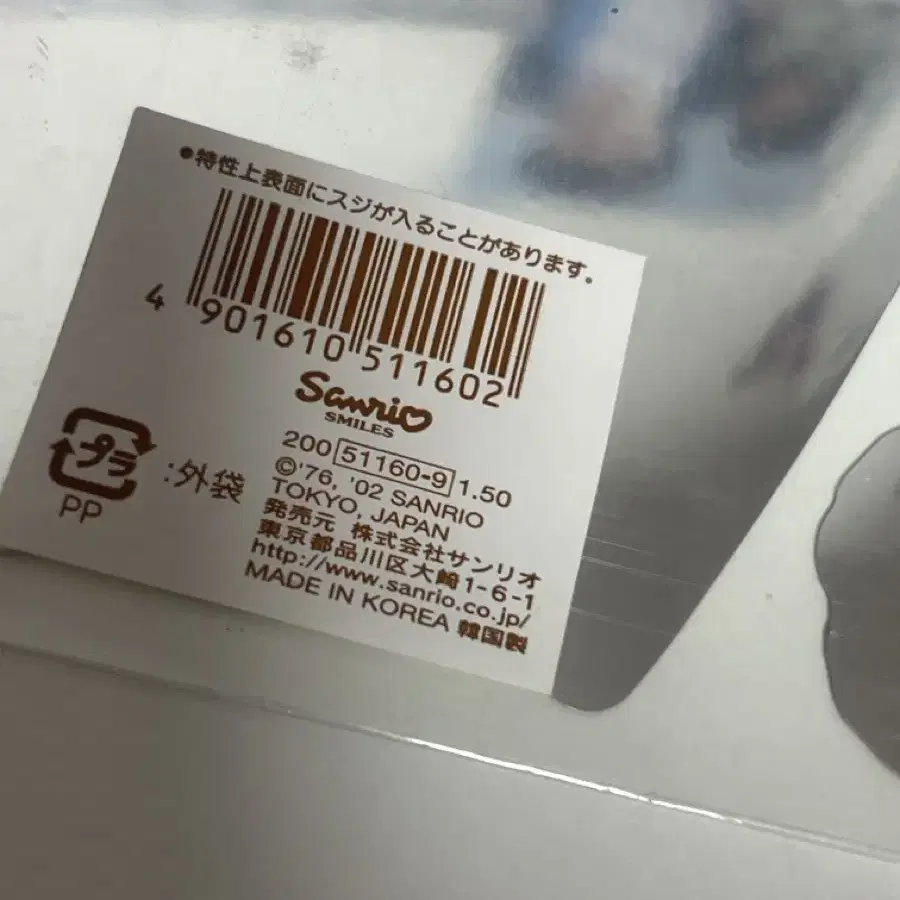 ●特性上表面にスジが入ることがあります.
4 901610 511602
Sanrio
SMILES
200 51160-9 1.50
©'76, '02 SANRIO
TOKYO, JAPAN
発売元 株式会社サンリオ
東京都品川区大崎1-6-1
http://www.sanrio.co.jp/
MADE IN KOREA 韓国製
プラ :外袋
PP